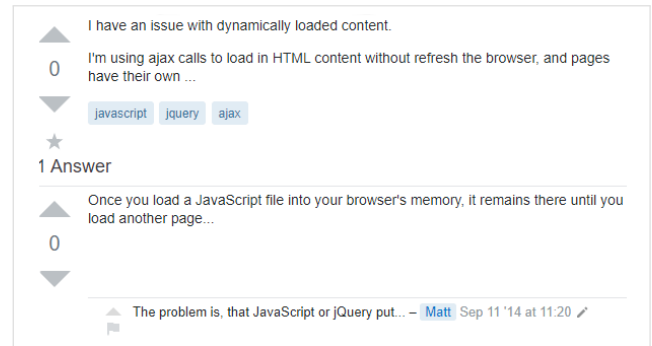 I have an issue with dynamically loaded content.
I'm using ajax calls to load in HTML content without refresh the browser, and pages
have their own ...
0
javascript jquery ajax
1 Answer
Once you load a JavaScript file into your browser's memory, it remains there until you
load another page...
0
The problem is, that JavaScript or jQuery put... – Matt Sep 11 '14 at 11:20